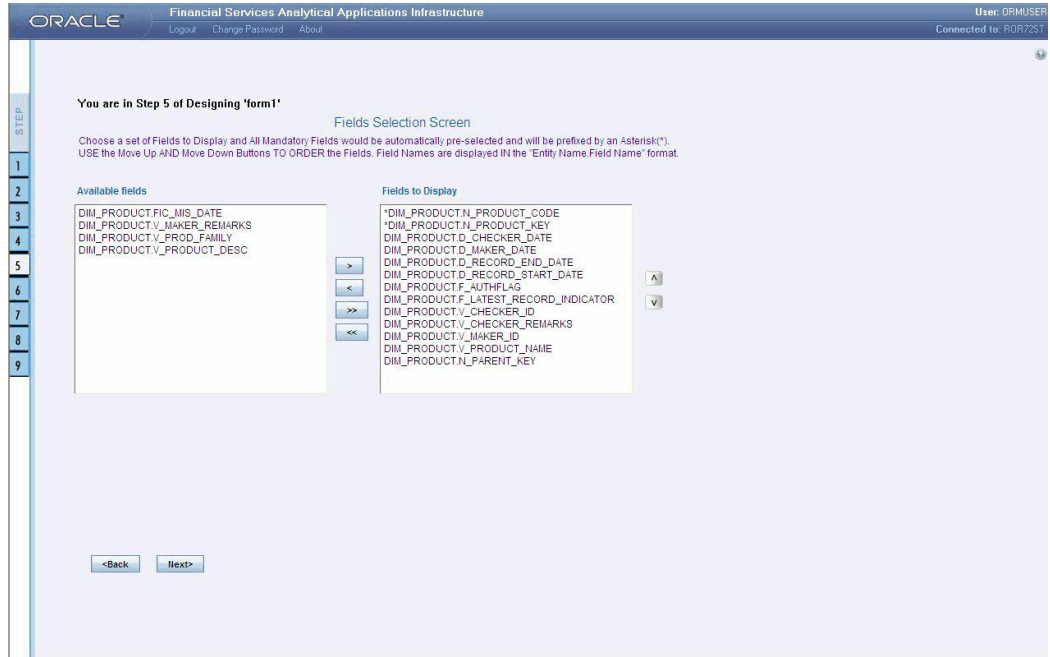 ORACLE
Financial Services Analytical Applications Infrastructure
User: ORMUSER
Logout Change Password About
Connected to: ROR72ST
You are in Step 5 of Designing 'form1'
STEP
Fields Selection Screen
Choose a set of Fields to Display and All Mandatory Fields would be automatically pre-selected and will be prefixed by an Asterisk(*).
USE the Move Up AND Move Down Buttons TO ORDER the Fields. Field Names are displayed IN the "Entity Name.Field Name" format.
1
2
3
4
5
6
7
8
9
Available fields
DIM_PRODUCT.FIC_MIS_DATE
DIM_PRODUCT.V_MAKER_REMARKS
DIM_PRODUCT.V_PROD_FAMILY
DIM_PRODUCT.V_PRODUCT_DESC
>
<
>>
<<
Fields to Display
*DIM_PRODUCT.N_PRODUCT_CODE
*DIM_PRODUCT.N_PRODUCT_KEY
DIM_PRODUCT.D_CHECKER_DATE
DIM_PRODUCT.D_MAKER_DATE
DIM_PRODUCT.D_RECORD_END_DATE
DIM_PRODUCT.D_RECORD_START_DATE
DIM_PRODUCT.F_AUTHFLAG
DIM_PRODUCT.F_LATEST_RECORD_INDICATOR
DIM_PRODUCT.V_CHECKER_ID
DIM_PRODUCT.V_CHECKER_REMARKS
DIM_PRODUCT.V_MAKER_ID
DIM_PRODUCT.V_PRODUCT_NAME
DIM_PRODUCT.N_PARENT_KEY
<Back Next>